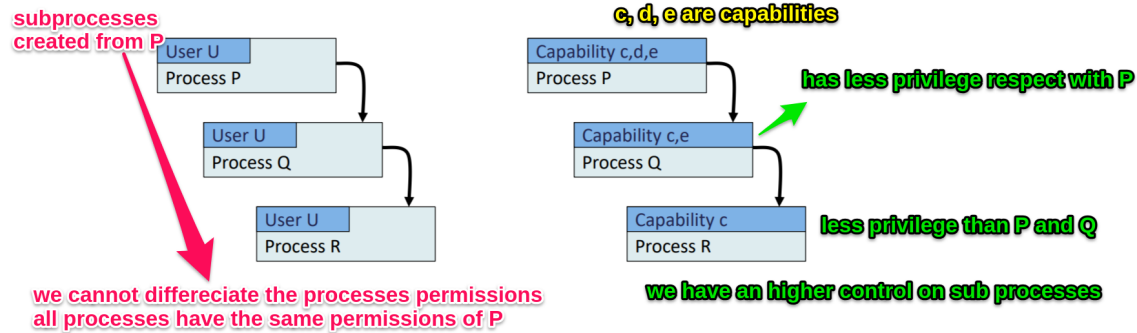 subprocesses
created from P
User U
Process P
User U
Process Q
User U
Process R
we cannot differeciate the processes permissions
all processes have the same permissions of P
c, d, e are capabilities
Capability c,d,e
Process P
has less privilege respect with P
Capability c,e
Process Q
Capability c
Process R
less privilege than P and Q
we have an higher control on sub processes